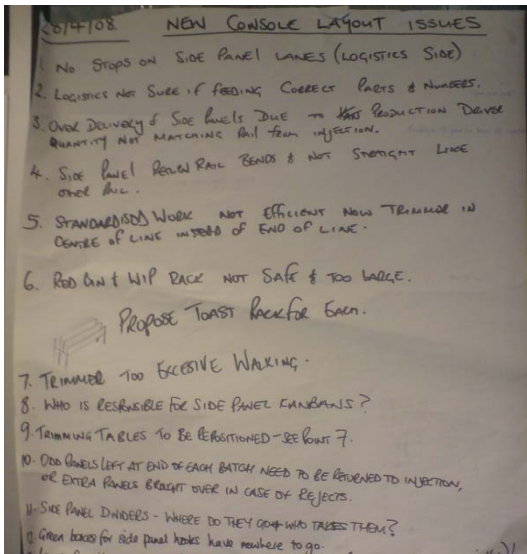 20/4/08 NEW CONSOLE LAYOUT ISSUES
1. No STOPS ON SIDE PANEL LANES (LOGISTICS SIDE)
2. LOGISTICS NOT SURE IF FEEDING CORRECT PARTS & NUMBERS.
3. OVER DELIVERY OF SIDE PANELS DUE TO PRODUCTION DRIVER
QUANTITY NOT MATCHING RAIL FROM INJECTION.
4. SIDE PANEL RETURN RAIL BENDS & NOT STRAIGHT LIKE
OTHER RAIL.
5. STANDARDISED WORK NOT EFFICIENT NOW TRIMMER IN
CENTRE OF LINE INSTEAD OF END OF LINE.
6. RED BIN & WIP RACK NOT SAFE & TOO LARGE.
PROPOSE TOAST RACK FOR EACH.
7. TRIMMER TOO EXCESIVE WALKING.
8. WHO IS RESPONSIBLE FOR SIDE PANEL KANBANS?
9. TRIMMING TABLES TO BE REPOSITIONED - SEE POINT 7.
10. ODD PANELS LEFT AT END OF EACH BATCH NEED TO BE RETURNED TO INJECTION,
OR EXTRA PANELS BROUGHT OVER IN CASE OF REJECTS.
11. SIDE PANEL DIVIDERS - WHERE DO THEY GO & WHO TAKES THEM?
12. Green boxes for side panel hooks have nowhere to go.